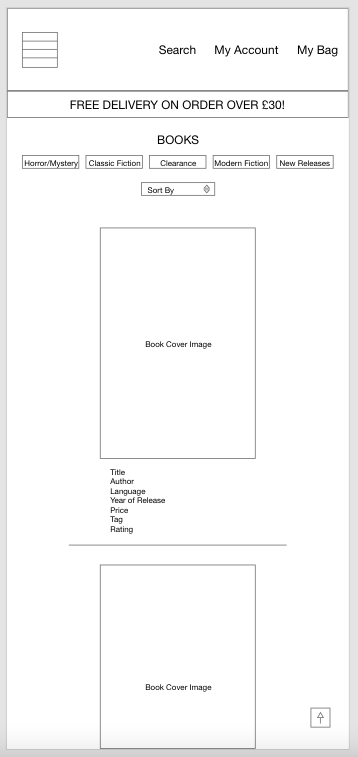 Search My Account My Bag
FREE DELIVERY ON ORDER OVER £30!
BOOKS
Horror/Mystery Classic Fiction Clearance Modern Fiction New Releases
Sort By
Book Cover Image
Title
Author
Language
Year of Release
Price
Tag
Rating
Book Cover Image